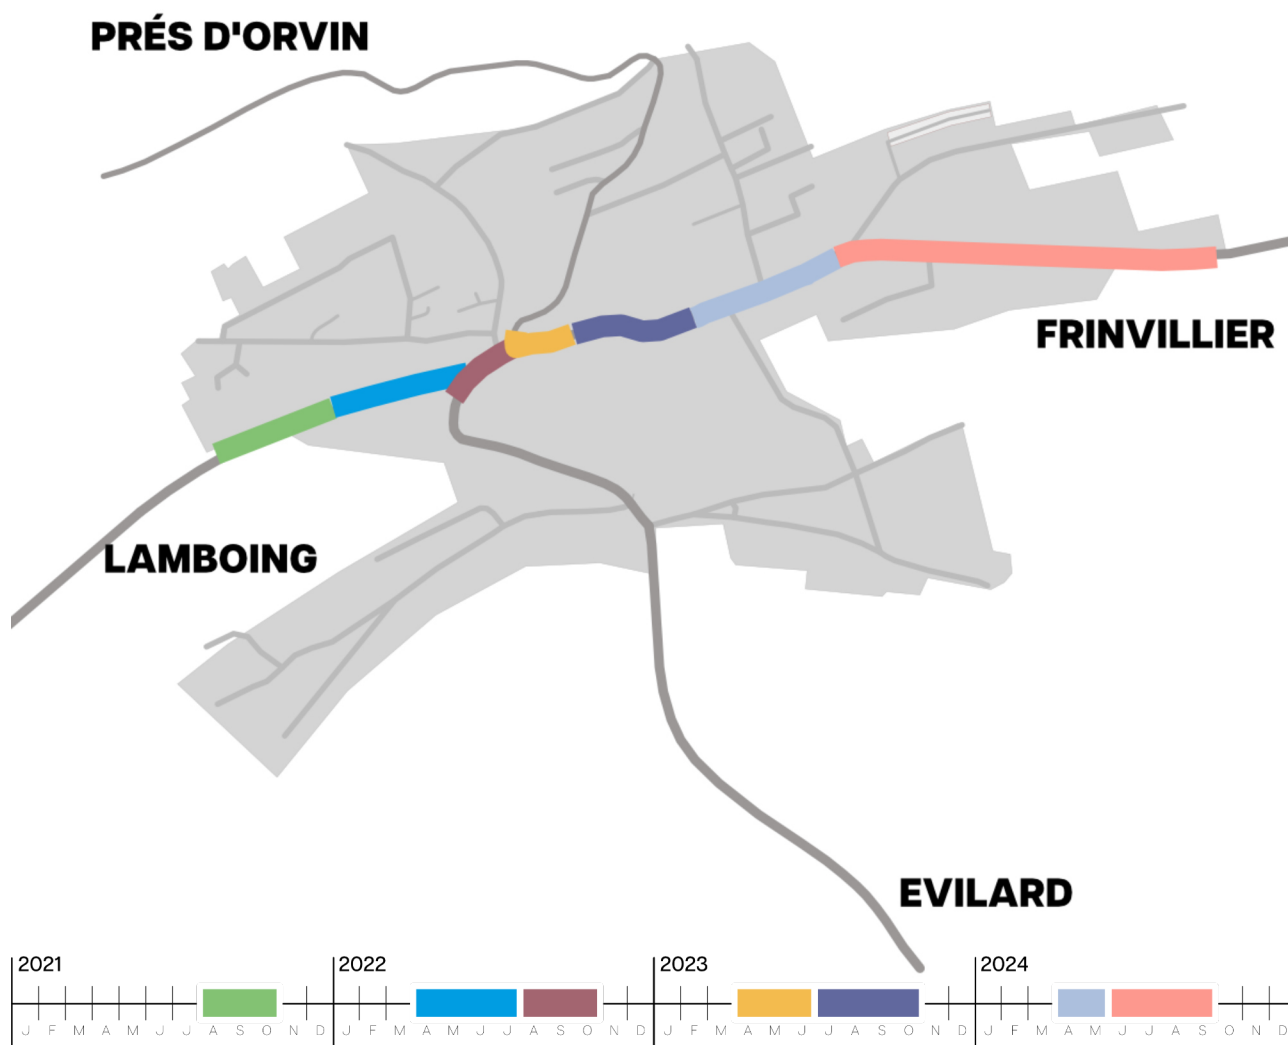 PRÉS D'ORVIN
FRINVILLIER
LAMBOING
EVILARD
2021 2022 2023 2024
J F M A M J J A S O N D J F M A M J J A S O N D J F M A M J J A S O N D J F M A M J J A S O N D